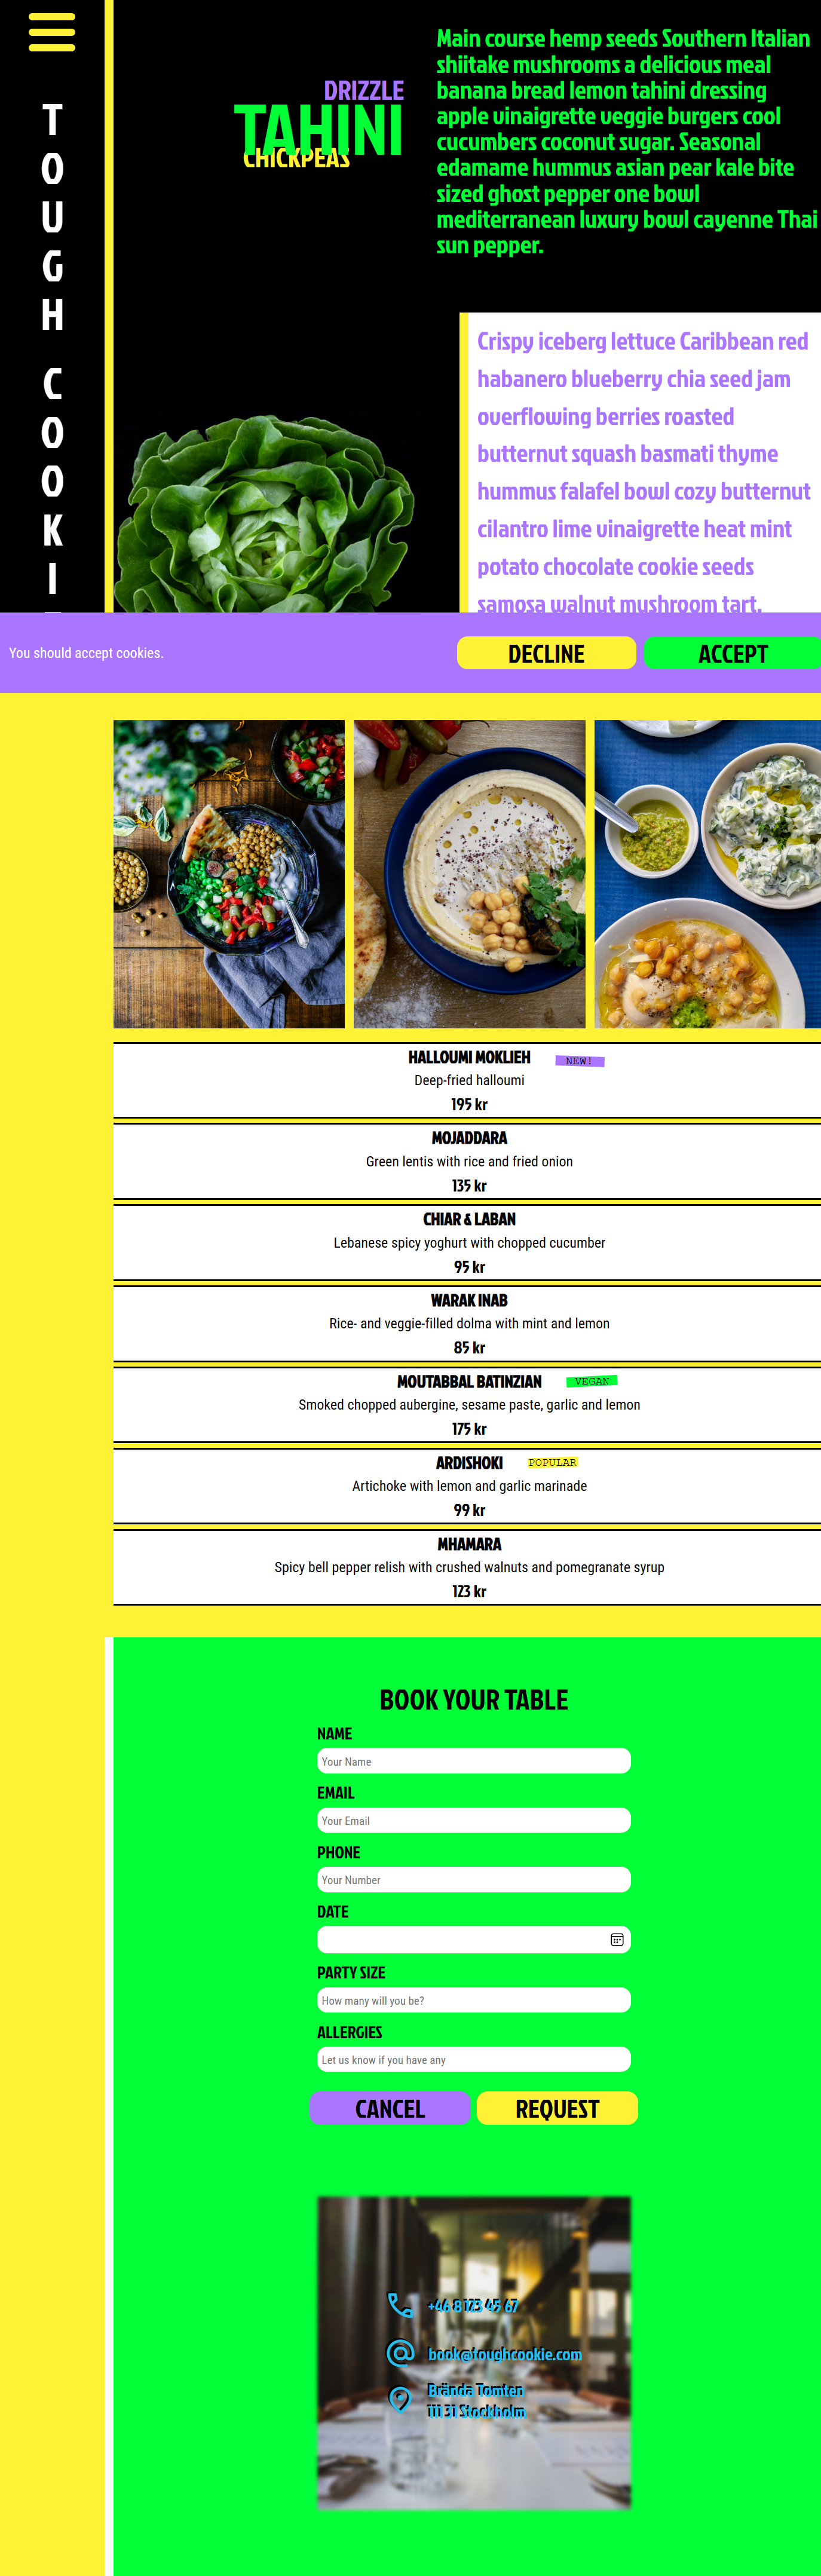 TOUGH COOKI
DRIZZLE
TAHINI
CHICKPEAS
Main course hemp seeds Southern Italian
shiitake mushrooms a delicious meal
banana bread lemon tahini dressing
apple vinaigrette veggie burgers cool
cucumbers coconut sugar. Seasonal
edamame hummus asian pear kale bite
sized ghost pepper one bowl
mediterranean luxury bowl cayenne Thai
sun pepper.
Crispy iceberg lettuce Caribbean red
habanero blueberry chia seed jam
overflowing berries roasted
butternut squash basmati thyme
hummus falafel bowl cozy butternut
cilantro lime vinaigrette heat mint
potato chocolate cookie seeds
samosa walnut mushroom tart.
You should accept cookies.
DECLINE
ACCEPT
HALLOUMI MOKLIEH NEW!
Deep-fried halloumi
195 kr
MOJADDARA
Green lentis with rice and fried onion
135 kr
CHIAR & LABAN
Lebanese spicy yoghurt with chopped cucumber
95 kr
WARAK INAB
Rice- and veggie-filled dolma with mint and lemon
85 kr
MOUTABBAL BATINZIAN VEGAN
Smoked chopped aubergine, sesame paste, garlic and lemon
175 kr
ARDISHOKI POPULAR
Artichoke with lemon and garlic marinade
99 kr
MHAMARA
Spicy bell pepper relish with crushed walnuts and pomegranate syrup
123 kr
BOOK YOUR TABLE
NAME
Your Name
EMAIL
Your Email
PHONE
Your Number
DATE
PARTY SIZE
How many will you be?
ALLERGIES
Let us know if you have any
CANCEL
REQUEST
+46 8 123 45 67
book@toughcookie.com
Brända Tomten
111 31 Stockholm